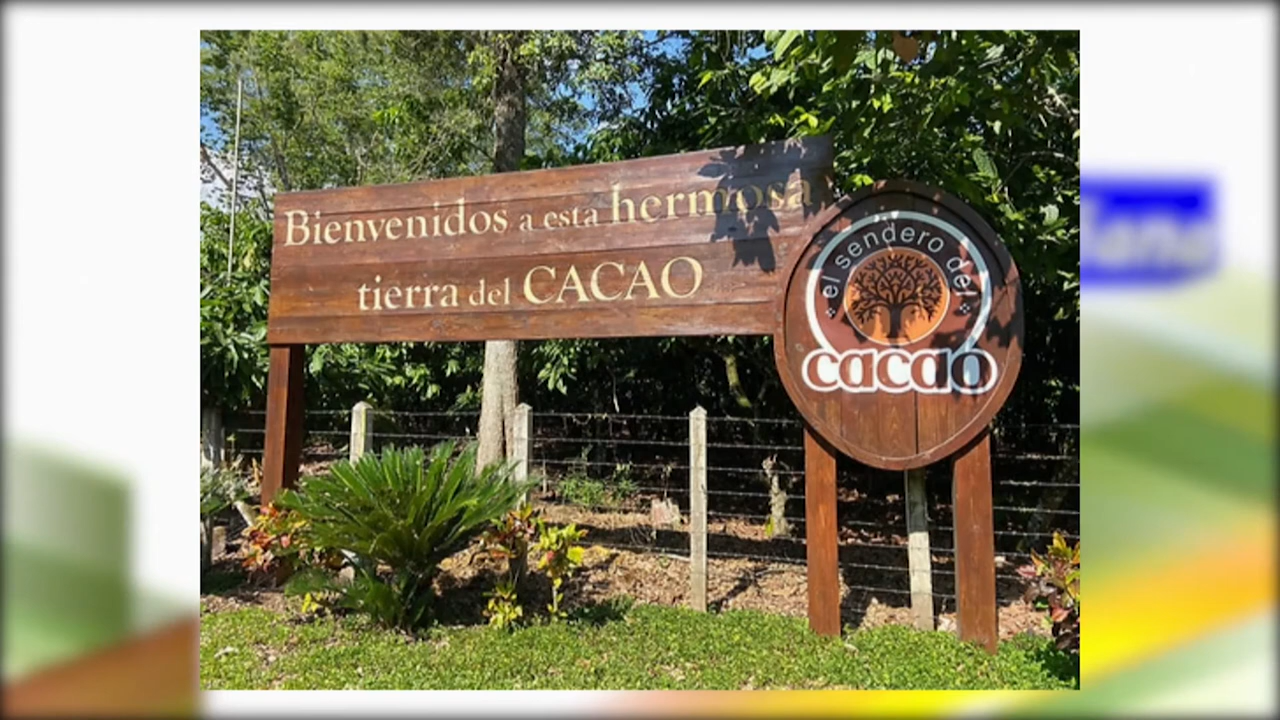 Bienvenidos a esta hermosa
tierra del CACAO
el sendero del
cacao